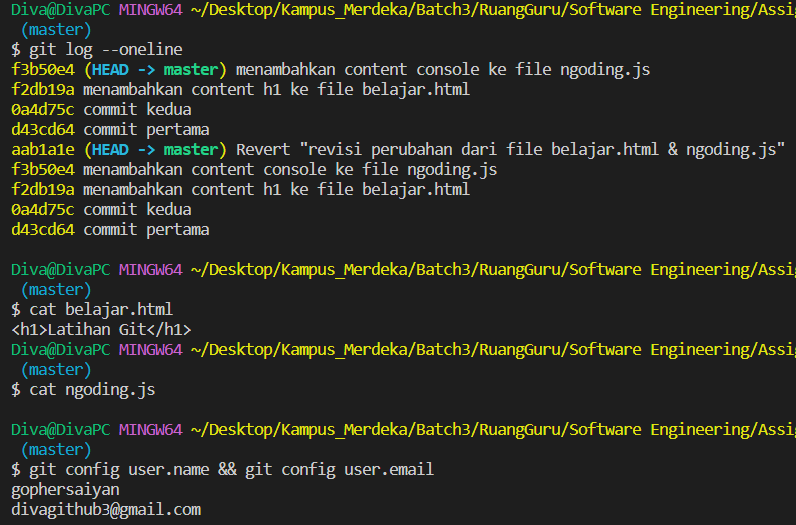 Diva@DivaPC MINGW64 ~/Desktop/Kampus_Merdeka/Batch3/RuangGuru/Software Engineering/Assig
(master)
$ git log --oneline
f3b50e4 (HEAD -> master) menambahkan content console ke file ngoding.js
f2db19a menambahkan content h1 ke file belajar.html
0a4d75c commit kedua
d43cd64 commit pertama
aab1a1e (HEAD -> master) Revert "revisi perubahan dari file belajar.html & ngoding.js"
f3b50e4 menambahkan content console ke file ngoding.js
f2db19a menambahkan content h1 ke file belajar.html
0a4d75c commit kedua
d43cd64 commit pertama
Diva@DivaPC MINGW64 ~/Desktop/Kampus_Merdeka/Batch3/RuangGuru/Software Engineering/Assig
(master)
$ cat belajar.html
<h1>Latihan Git</h1>
Diva@DivaPC MINGW64 ~/Desktop/Kampus_Merdeka/Batch3/RuangGuru/Software Engineering/Assig
(master)
$ cat ngoding.js
Diva@DivaPC MINGW64 ~/Desktop/Kampus_Merdeka/Batch3/RuangGuru/Software Engineering/Assig
(master)
$ git config user.name && git config user.email
gophersaiyan
divagithub3@gmail.com